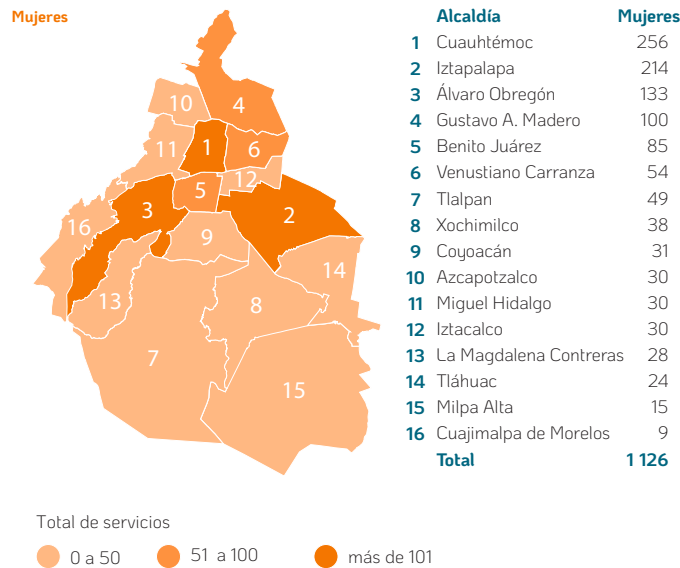 Mujeres
Alcaldía Mujeres
1 Cuauhtémoc 256
2 Iztapalapa 214
3 Álvaro Obregón 133
4 Gustavo A. Madero 100
5 Benito Juárez 85
6 Venustiano Carranza 54
7 Tlalpan 49
8 Xochimilco 38
9 Coyoacán 31
10 Azcapotzalco 30
11 Miguel Hidalgo 30
12 Iztacalco 30
13 La Magdalena Contreras 28
14 Tláhuac 24
15 Milpa Alta 15
16 Cuajimalpa de Morelos 9
Total 1 126
10
4
11
1
6
12
5
3
2
16
9
14
13
8
7
15
Total de servicios
0 a 50
51 a 100
más de 101